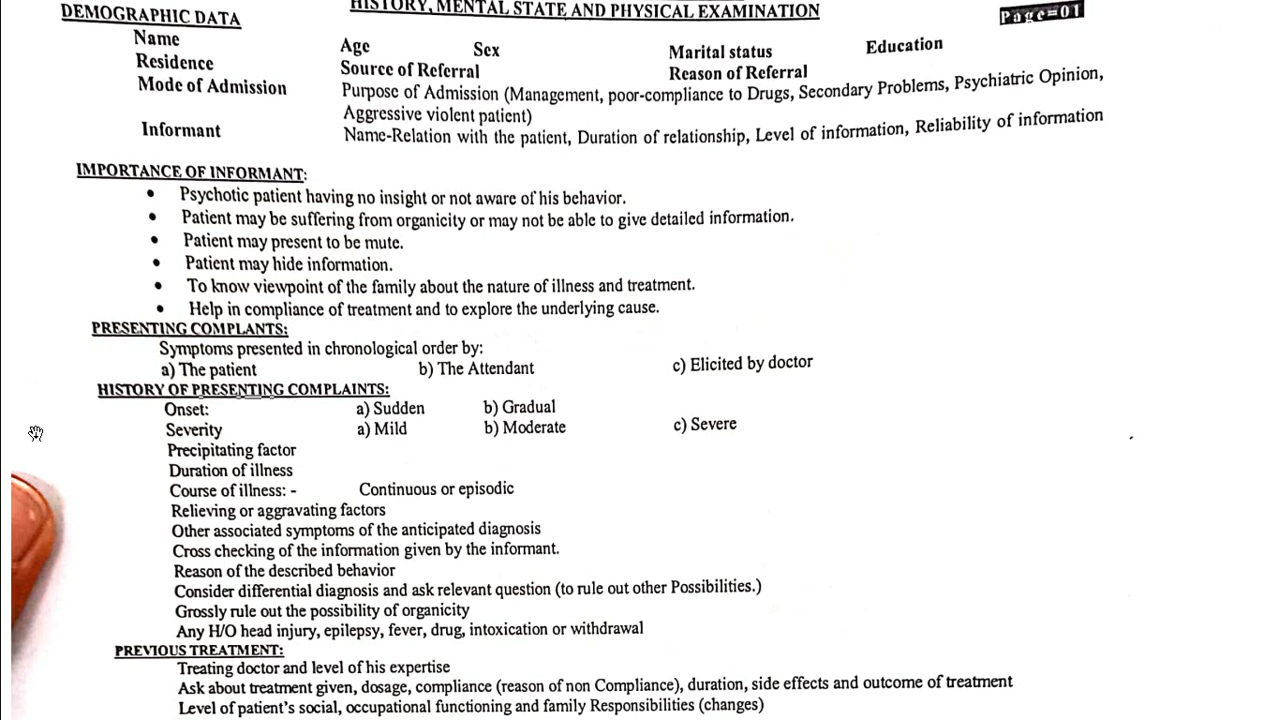 HISTORY, MENTAL STATE AND PHYSICAL EXAMINATION
Page=01
DEMOGRAPHIC DATA
Name Age Sex Marital status Education
Residence Source of Referral Reason of Referral
Mode of Admission Purpose of Admission (Management, poor-compliance to Drugs, Secondary Problems, Psychiatric Opinion,
Aggressive violent patient)
Informant Name-Relation with the patient, Duration of relationship, Level of information, Reliability of information
IMPORTANCE OF INFORMANT:
• Psychotic patient having no insight or not aware of his behavior.
• Patient may be suffering from organicity or may not be able to give detailed information.
• Patient may present to be mute.
• Patient may hide information.
• To know viewpoint of the family about the nature of illness and treatment.
• Help in compliance of treatment and to explore the underlying cause.
PRESENTING COMPLANTS:
Symptoms presented in chronological order by:
a) The patient b) The Attendant c) Elicited by doctor
HISTORY OF PRESENTING COMPLAINTS:
Onset: a) Sudden b) Gradual
Severity a) Mild b) Moderate c) Severe
Precipitating factor
Duration of illness
Course of illness: - Continuous or episodic
Relieving or aggravating factors
Other associated symptoms of the anticipated diagnosis
Cross checking of the information given by the informant.
Reason of the described behavior
Consider differential diagnosis and ask relevant question (to rule out other Possibilities.)
Grossly rule out the possibility of organicity
Any H/O head injury, epilepsy, fever, drug, intoxication or withdrawal
PREVIOUS TREATMENT:
Treating doctor and level of his expertise
Ask about treatment given, dosage, compliance (reason of non Compliance), duration, side effects and outcome of treatment
Level of patient's social, occupational functioning and family Responsibilities (changes)